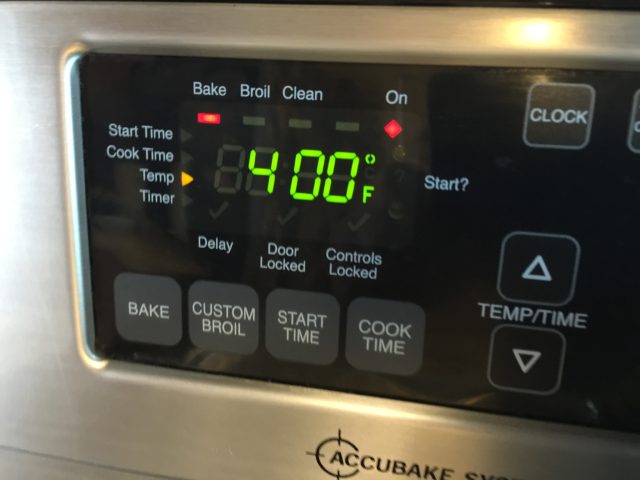 Bake Broil Clean On
CLOCK
Start Time
Cook Time
Temp
Timer
400°F
Start?
Delay
Door
Locked
Controls
Locked
BAKE
CUSTOM
BROIL
START
TIME
COOK
TIME
TEMP/TIME
ACCUBAKE